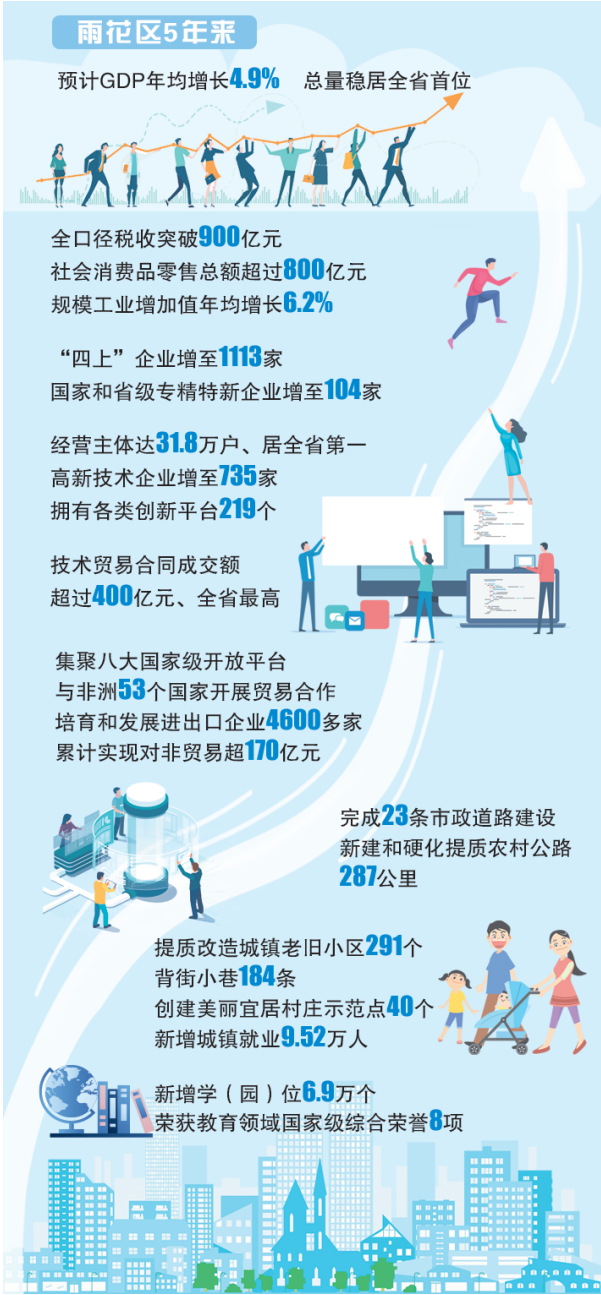 雨花区5年来
预计GDP年均增长4.9% 总量稳居全省首位
全口径税收突破900亿元
社会消费品零售总额超过800亿元
规模工业增加值年均增长6.2%
“四上”企业增至1113家
国家和省级专精特新企业增至104家
经营主体达31.8万户、居全省第一
高新技术企业增至735家
拥有各类创新平台219个
技术贸易合同成交额
超过400亿元、全省最高
集聚八大国家级开放平台
与非洲53个国家开展贸易合作
培育和发展进出口企业4600多家
累计实现对非贸易超170亿元
完成23条市政道路建设
新建和硬化提质农村公路
287公里
提质改造城镇老旧小区291个
背街小巷184条
创建美丽宜居村庄示范点40个
新增城镇就业9.52万人
新增学（园）位6.9万个
荣获教育领域国家级综合荣誉8项